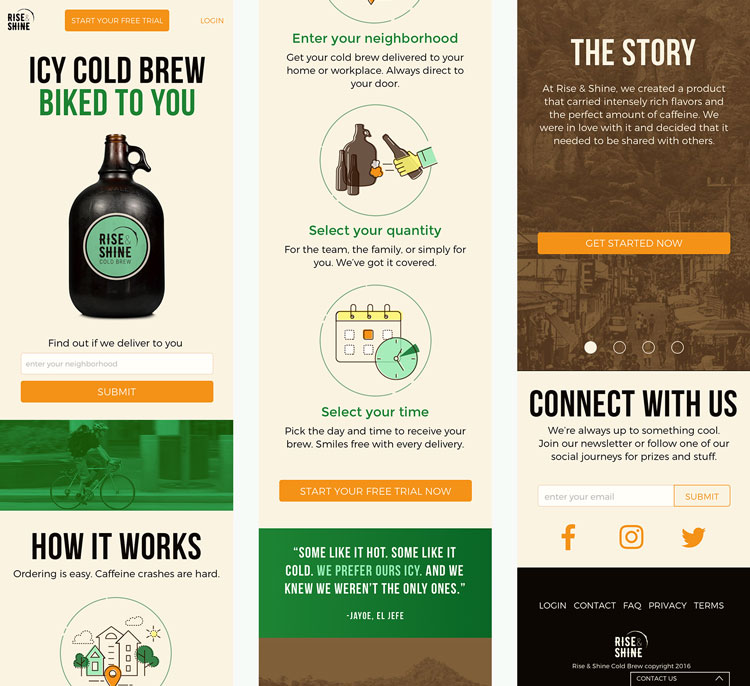 RISE &
SHINE
START YOUR FREE TRIAL
LOGIN
ICY COLD BREW
BIKED TO YOU
RISE &
SHINE
COLD BREW
Find out if we deliver to you
enter your neighborhood
SUBMIT
HOW IT WORKS
Ordering is easy. Caffeine crashes are hard.
Enter your neighborhood
Get your cold brew delivered to your
home or workplace. Always direct to
your door.
Select your quantity
For the team, the family, or simply for
you. We’ve got it covered.
Select your time
Pick the day and time to receive your
brew. Smiles free with every delivery.
START YOUR FREE TRIAL NOW
“SOME LIKE IT HOT. SOME LIKE IT
COLD. WE PREFER OURS ICY. AND WE
KNEW WE WEREN’T THE ONLY ONES.”
-JAYOE, EL JEFE
THE STORY
At Rise & Shine, we created a product
that carried intensely rich flavors and
the perfect amount of caffeine. We
were in love with it and decided that it
needed to be shared with others.
GET STARTED NOW
CONNECT WITH US
We’re always up to something cool.
Join our newsletter or follow one of our
social journeys for prizes and stuff.
enter your email
SUBMIT
LOGIN CONTACT FAQ PRIVACY TERMS
RISE &
SHINE
Rise & Shine Cold Brew copyright 2016
CONTACT US